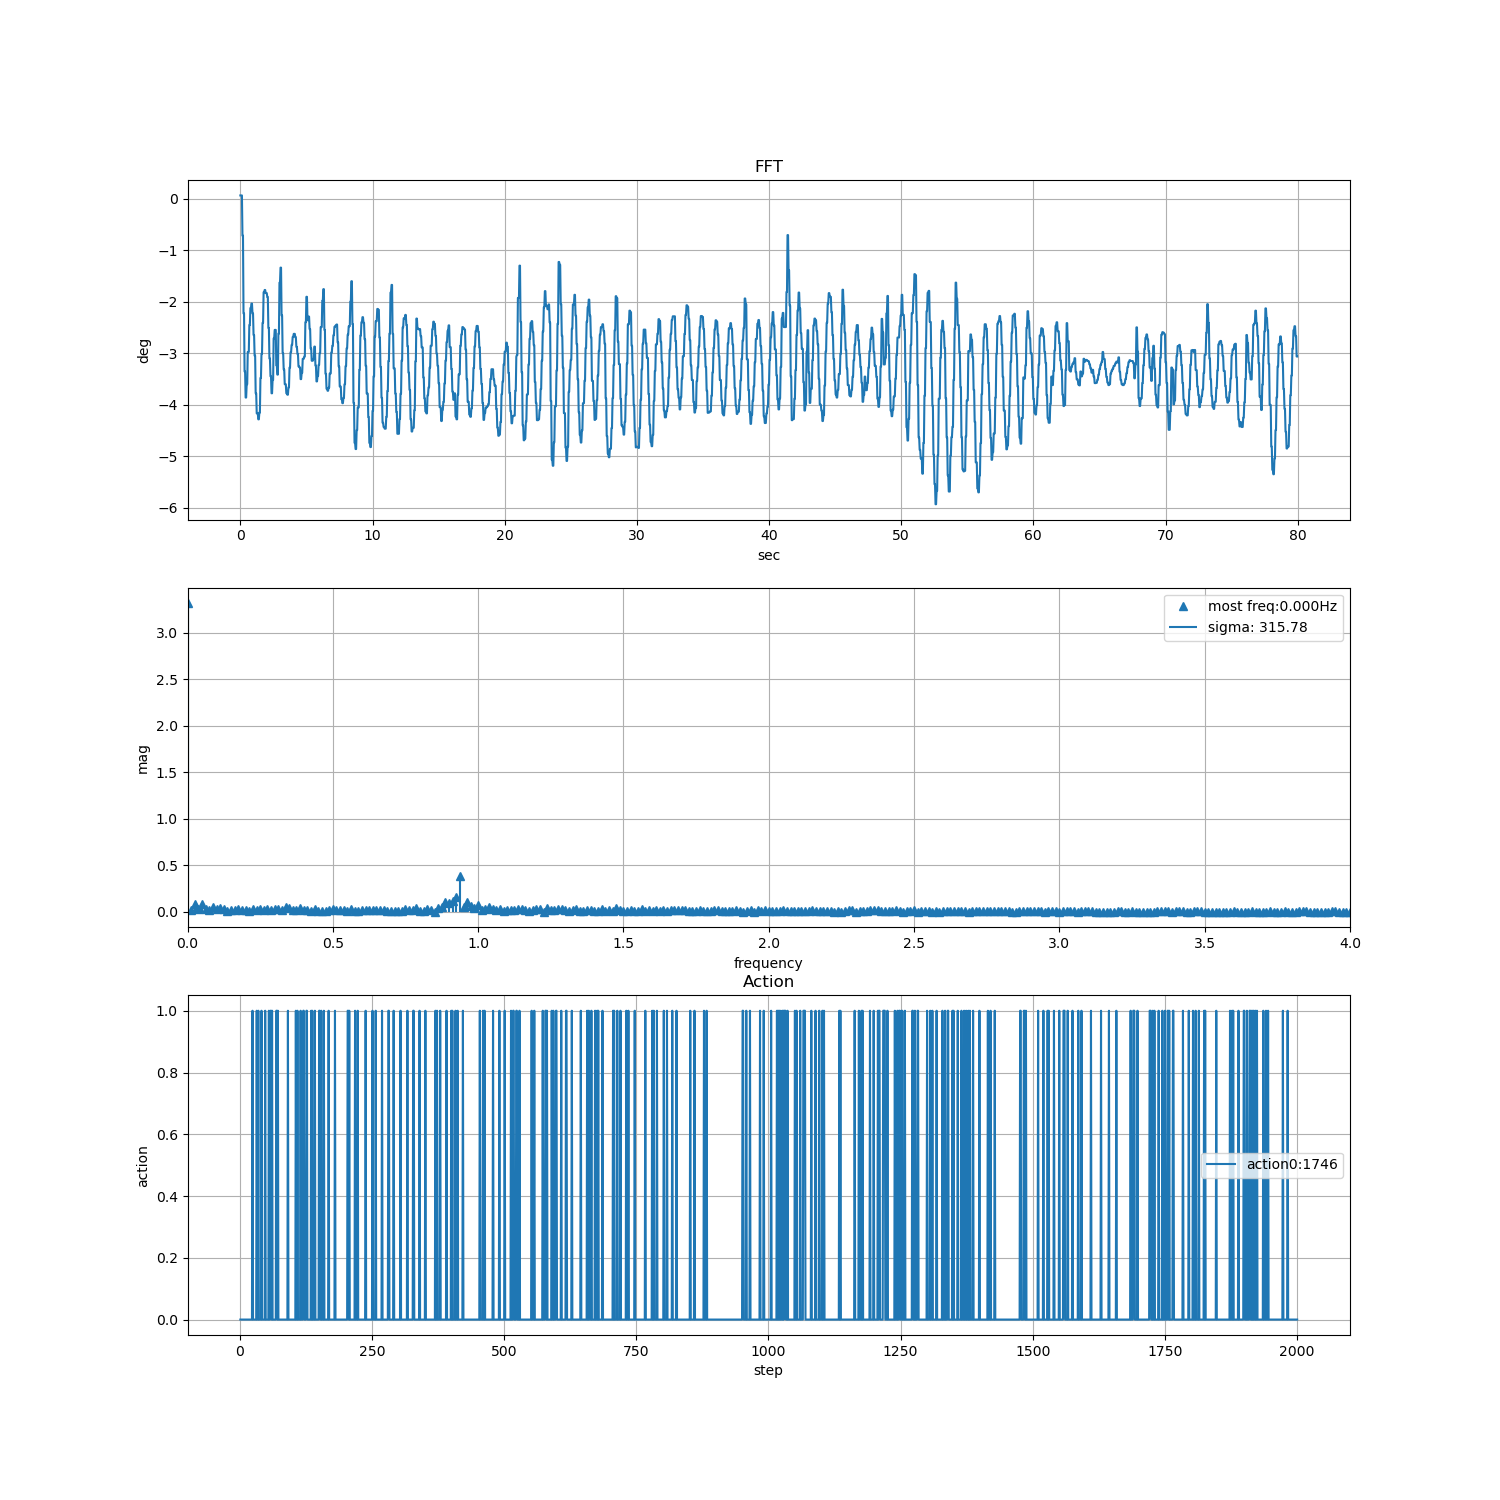 FFT
0
−1
−2
−3
−4
−5
−6
deg
0 10 20 30 40 50 60 70 80
sec
most freq:0.000Hz
sigma: 315.78
3.0
2.5
2.0
1.5
1.0
0.5
0.0
mag
0.0 0.5 1.0 1.5 2.0 2.5 3.0 3.5 4.0
frequency
Action
1.0
0.8
0.6
0.4
0.2
0.0
action
action0:1746
0 250 500 750 1000 1250 1500 1750 2000
step